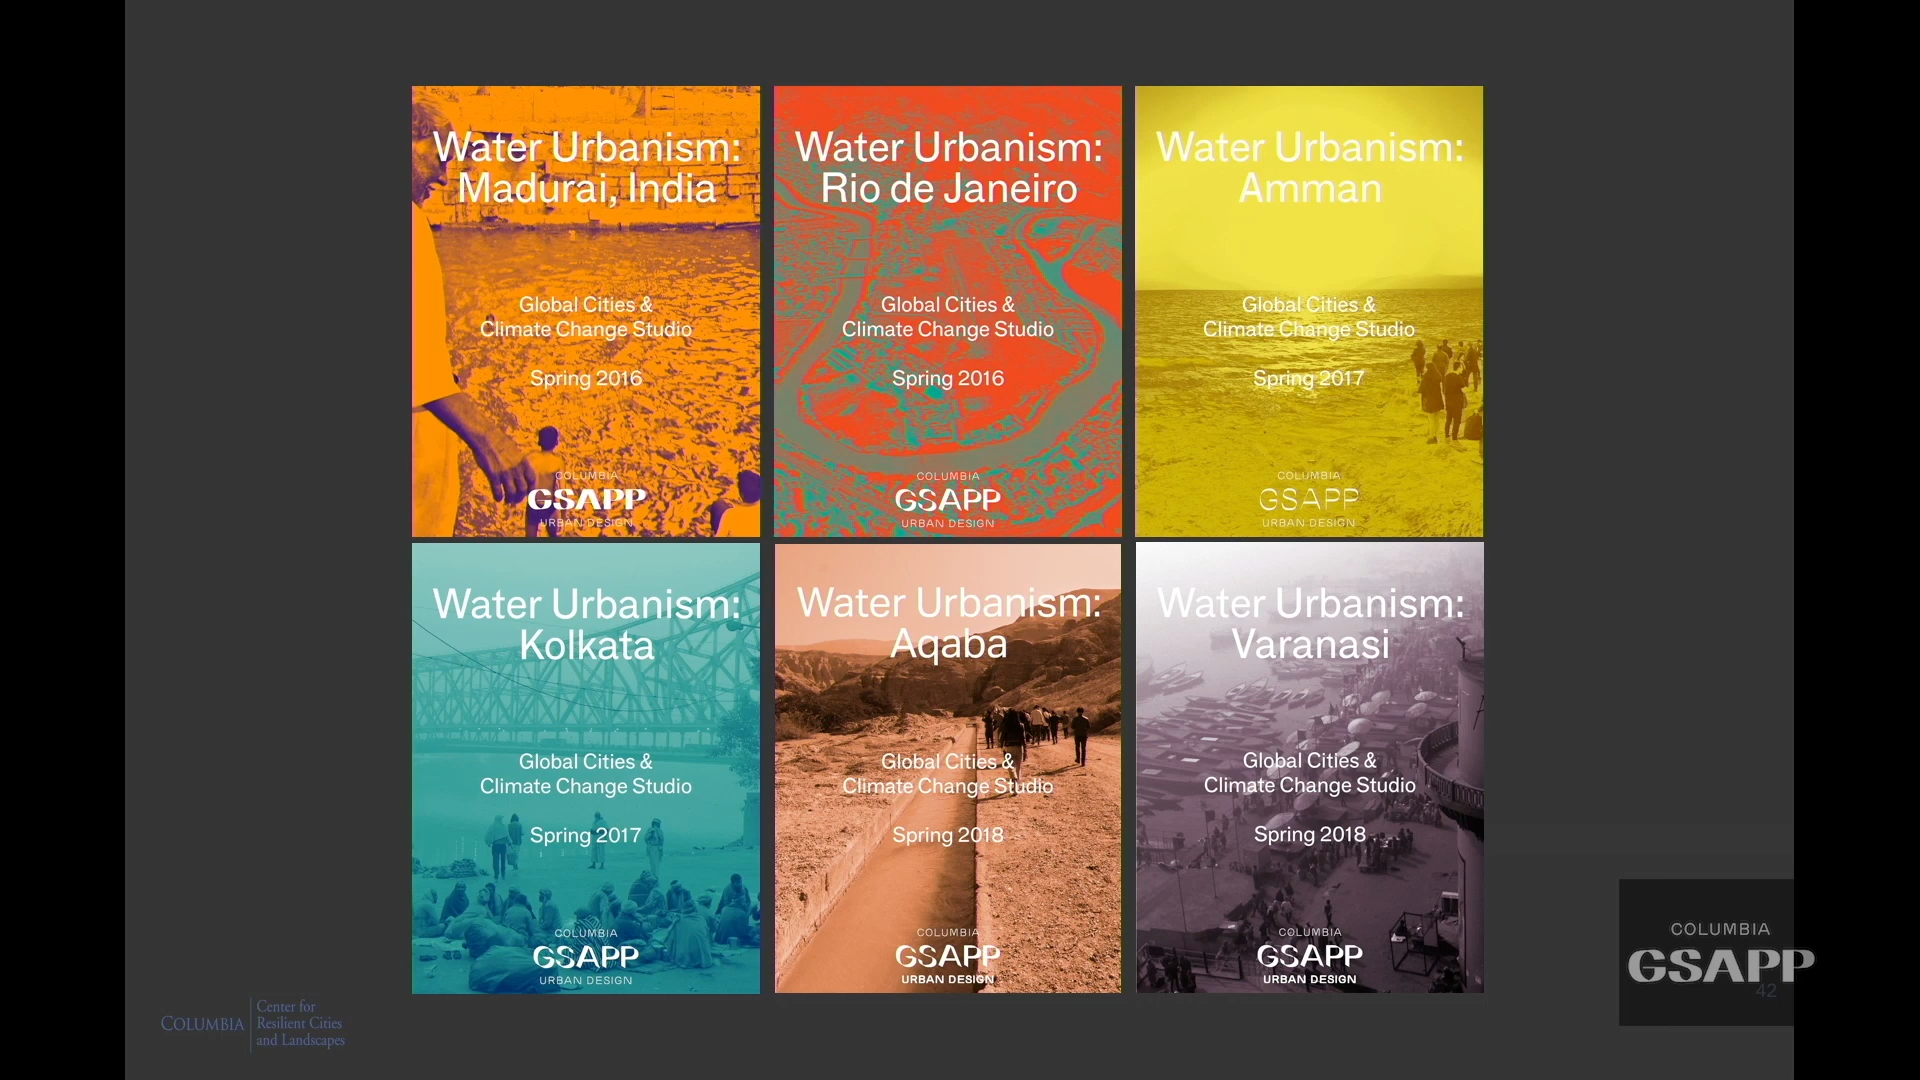 Water Urbanism:
Madurai, India
Global Cities &
Climate Change Studio
Spring 2016
COLUMBIA
GSAPP
URBAN DESIGN
Water Urbanism:
Rio de Janeiro
Global Cities &
Climate Change Studio
Spring 2016
COLUMBIA
GSAPP
URBAN DESIGN
Water Urbanism:
Amman
Global Cities &
Climate Change Studio
Spring 2017
COLUMBIA
GSAPP
URBAN DESIGN
Water Urbanism:
Kolkata
Global Cities &
Climate Change Studio
Spring 2017
COLUMBIA
GSAPP
URBAN DESIGN
Water Urbanism:
Aqaba
Global Cities &
Climate Change Studio
Spring 2018
COLUMBIA
GSAPP
URBAN DESIGN
Water Urbanism:
Varanasi
Global Cities &
Climate Change Studio
Spring 2018
COLUMBIA
GSAPP
URBAN DESIGN
COLUMBIA
Center for
Resilient Cities
and Landscapes
COLUMBIA
GSAPP
42